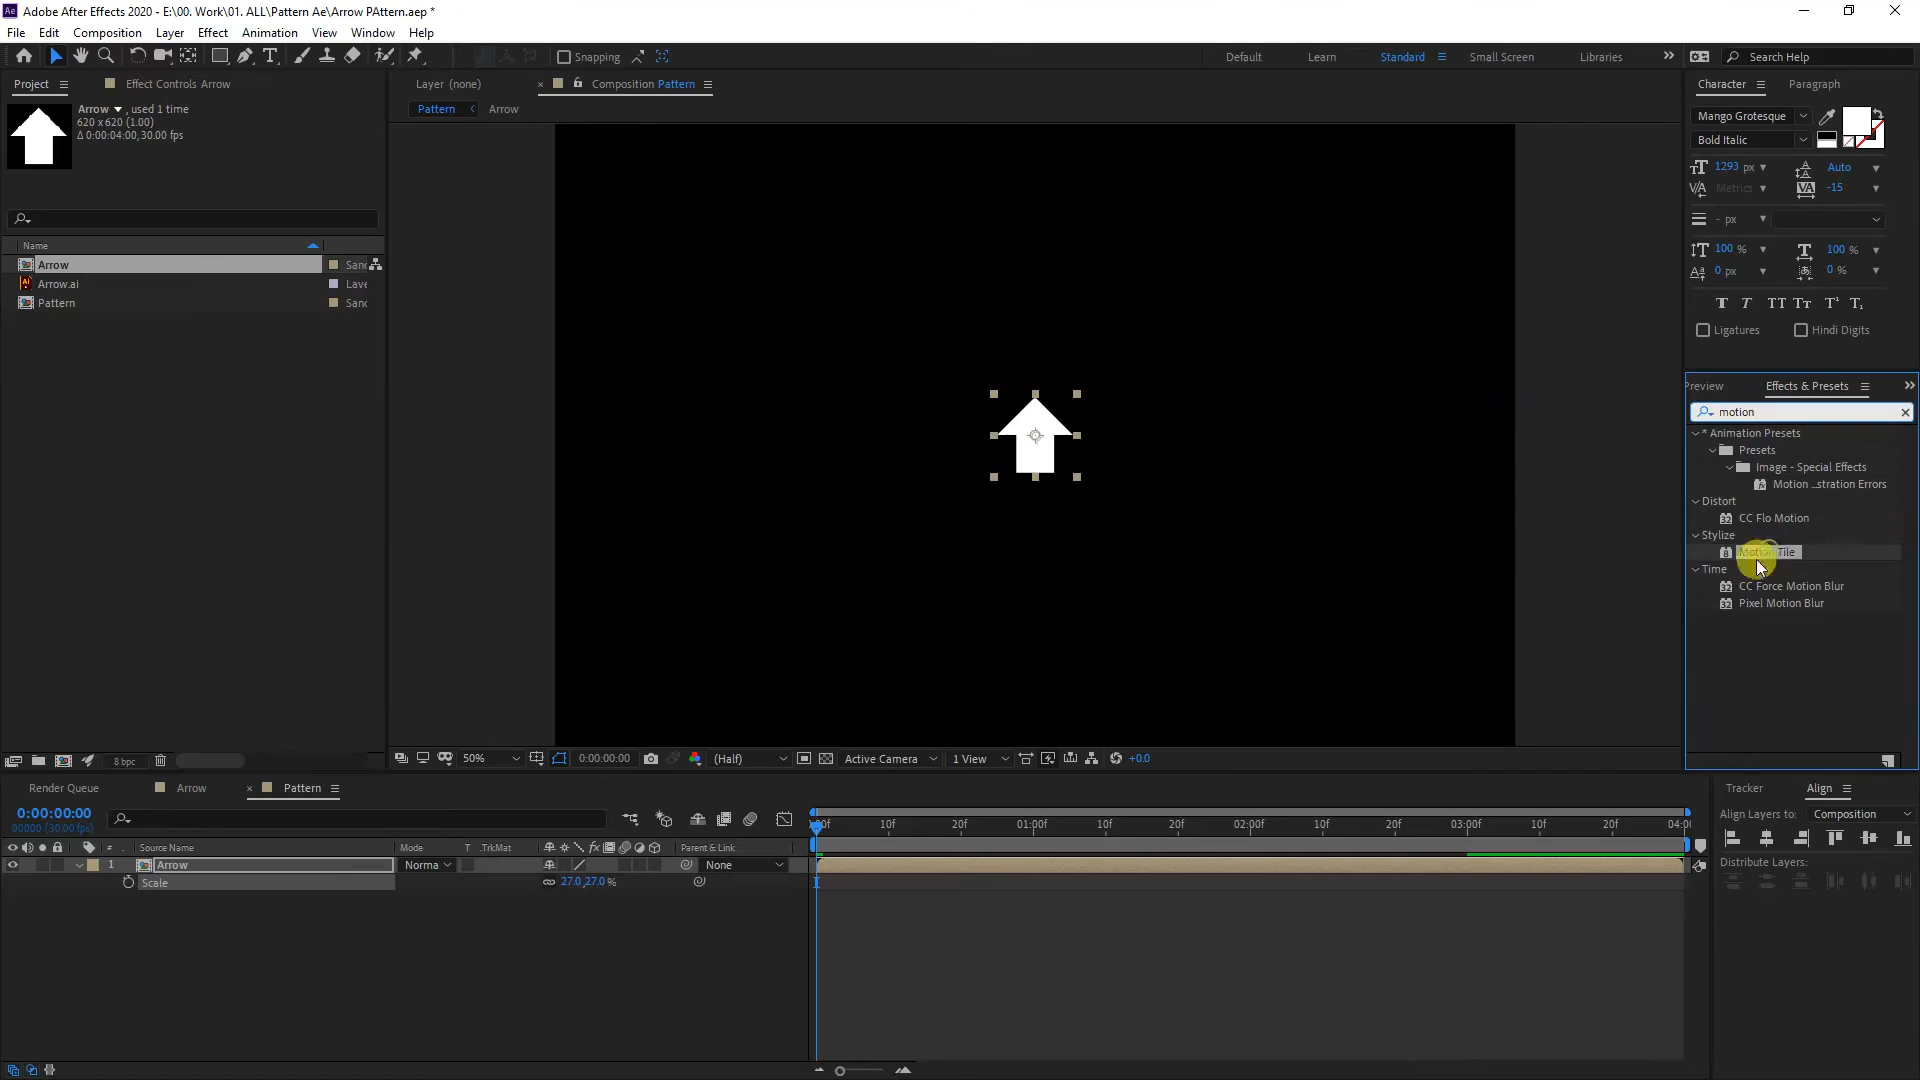 Adobe After Effects 2020 - E:\00. Work\01. ALL\Pattern Ae\Arrow PAttern.aep *
File Edit Composition Layer Effect Animation View Window Help
Snapping Default Learn Standard Small Screen Libraries Search Help
Project Effect Controls Arrow Layer (none) Composition Pattern Character Paragraph
Arrow , used 1 time
620 x 620 (1.00)
Δ 0:00:04:00, 30.00 fps
Pattern Arrow
Mango Grotesque
Bold Italic
1293 px Auto
Metrics -15
- px
100 % 100 %
0 px 0 %
Ligatures Hindi Digits
Name
Arrow
Arrow.ai Lave
Pattern
Preview Effects & Presets
motion
* Animation Presets
Presets
Image - Special Effects
Motion ...stration Errors
Distort
CC Flo Motion
Stylize
Motion Tile
Time
CC Force Motion Blur
Pixel Motion Blur
8 bpc 50% 0:00:00:00 (Half) Active Camera 1 View +0.0
Render Queue Arrow Pattern Tracker Align
0:00:00:00
00000 (30.00 fps)
:00f 10f 20f 01:00f 10f 20f 02:00f 10f 20f 03:00f 10f 20f 04:0
Align Layers to: Composition
# Source Name Mode T .TrkMat Parent & Link
1 Arrow Norma None
Distribute Layers:
Scale 27.0,27.0 %